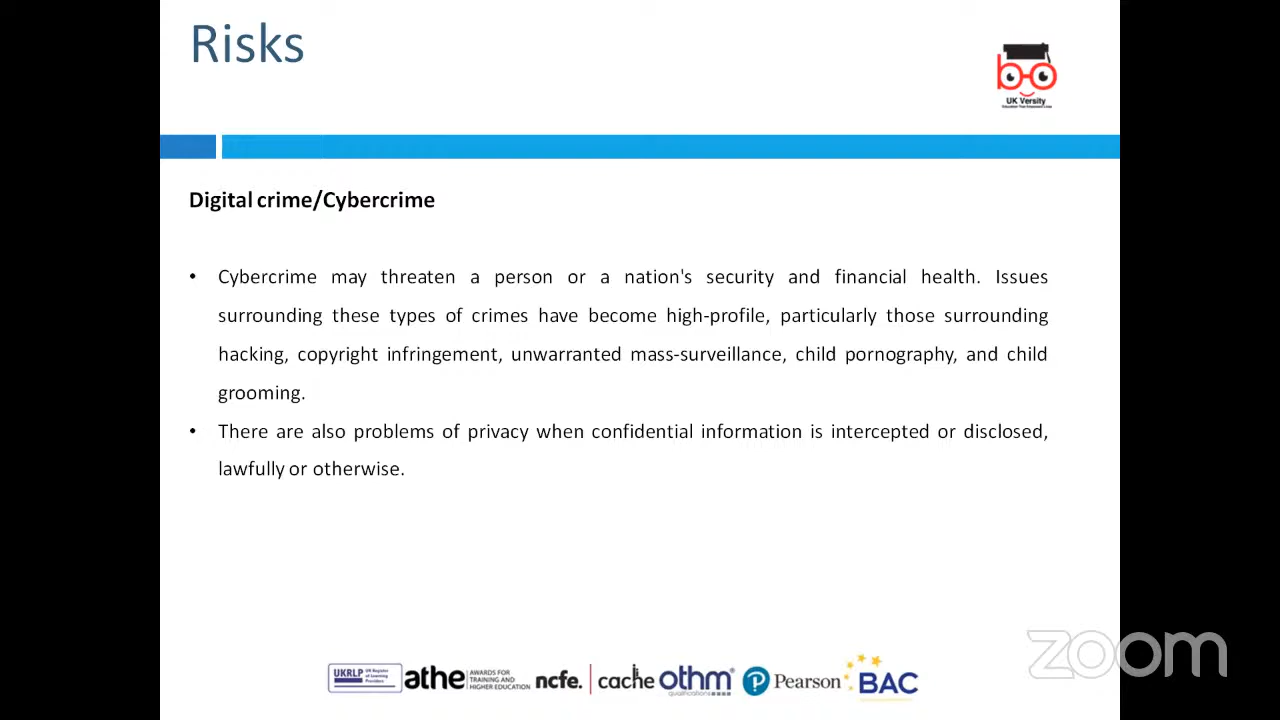 Risks
UK Versity
Digital crime/Cybercrime
• Cybercrime may threaten a person or a nation's security and financial health. Issues
surrounding these types of crimes have become high-profile, particularly those surrounding
hacking, copyright infringement, unwarranted mass-surveillance, child pornography, and child
grooming.
• There are also problems of privacy when confidential information is intercepted or disclosed,
lawfully or otherwise.
zoom
UKRLP UK Register of Learning Providers
athe AWARDS FOR TRAINING AND HIGHER EDUCATION
ncfe. cache
othm qualifications
Pearson
BAC